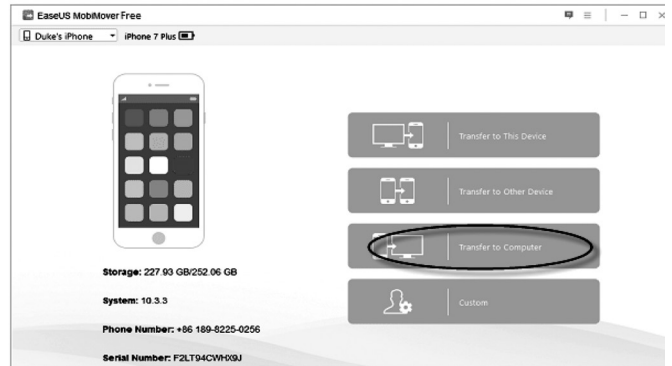 EaseUS MobiMover Free
Duke's iPhone
iPhone 7 Plus
Transfer to This Device
Transfer to Other Device
Transfer to Computer
Custom
Storage: 227.93 GB/252.06 GB
System: 10.3.3
Phone Number: +86 189-8225-0256
Serial Number: F2LT94CWHX9J